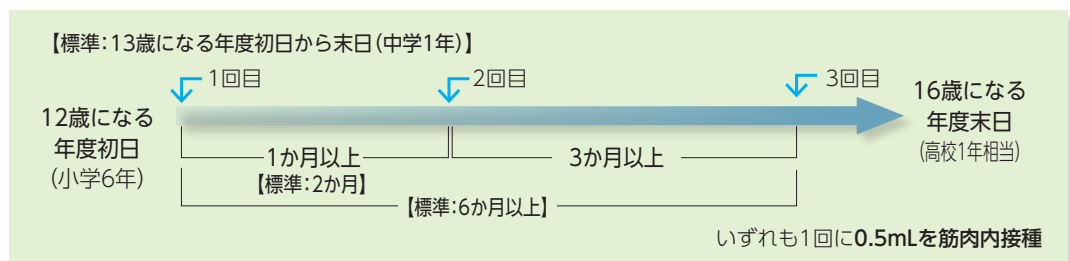 【標準：13歳になる年度初日から末日（中学1年）】
1回目
2回目
3回目
12歳になる
年度初日
（小学6年）
16歳になる
年度末日
（高校1年相当）
1か月以上
【標準：2か月】
3か月以上
【標準：6か月以上】
いずれも1回に0.5mLを筋肉内接種